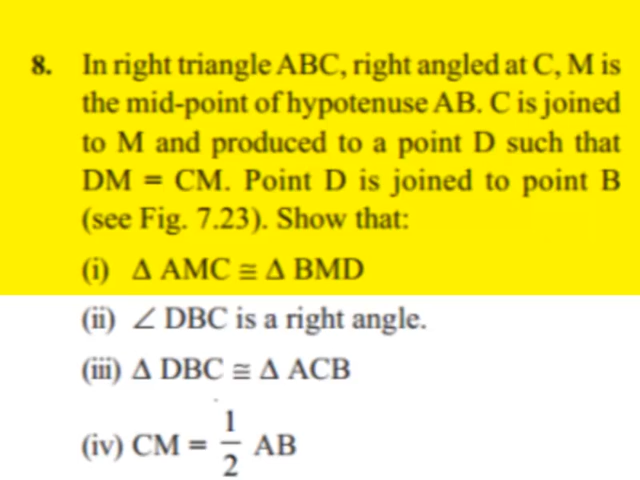 8. In right triangle ABC, right angled at C, M is
the mid-point of hypotenuse AB. C is joined
to M and produced to a point D such that
DM = CM. Point D is joined to point B
(see Fig. 7.23). Show that:
(i) Δ AMC ≅ Δ BMD
(ii) ∠ DBC is a right angle.
(iii) Δ DBC ≅ Δ ACB
(iv) CM = 1/2 AB